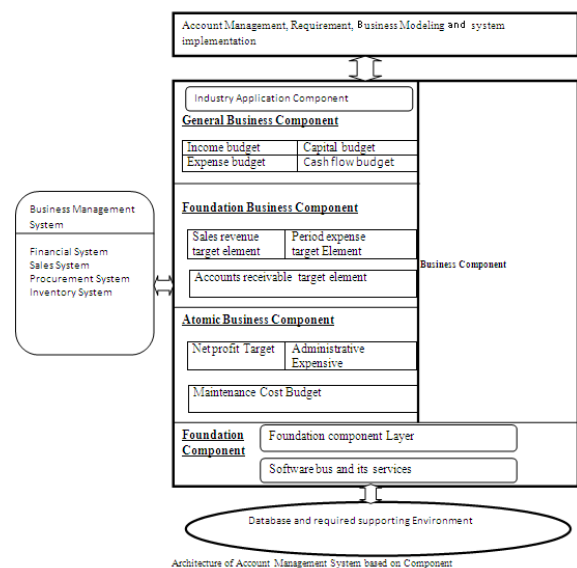 Account Management, Requirement, Business Modeling and system
implementation
Industry Application Component
General Business Component
Income budget
Capital budget
Expense budget
Cash flow budget
Business Management
System
Financial System
Sales System
Procurement System
Inventory System
Foundation Business Component
Sales revenue
target element
Period expense
target Element
Accounts receivable target element
Business Component
Atomic Business Component
Net profit Target
Administrative
Expensive
Maintenance Cost Budget
Foundation
Component
Foundation component Layer
Software bus and its services
Database and required supporting Environment
Architecture of Account Management System based on Component